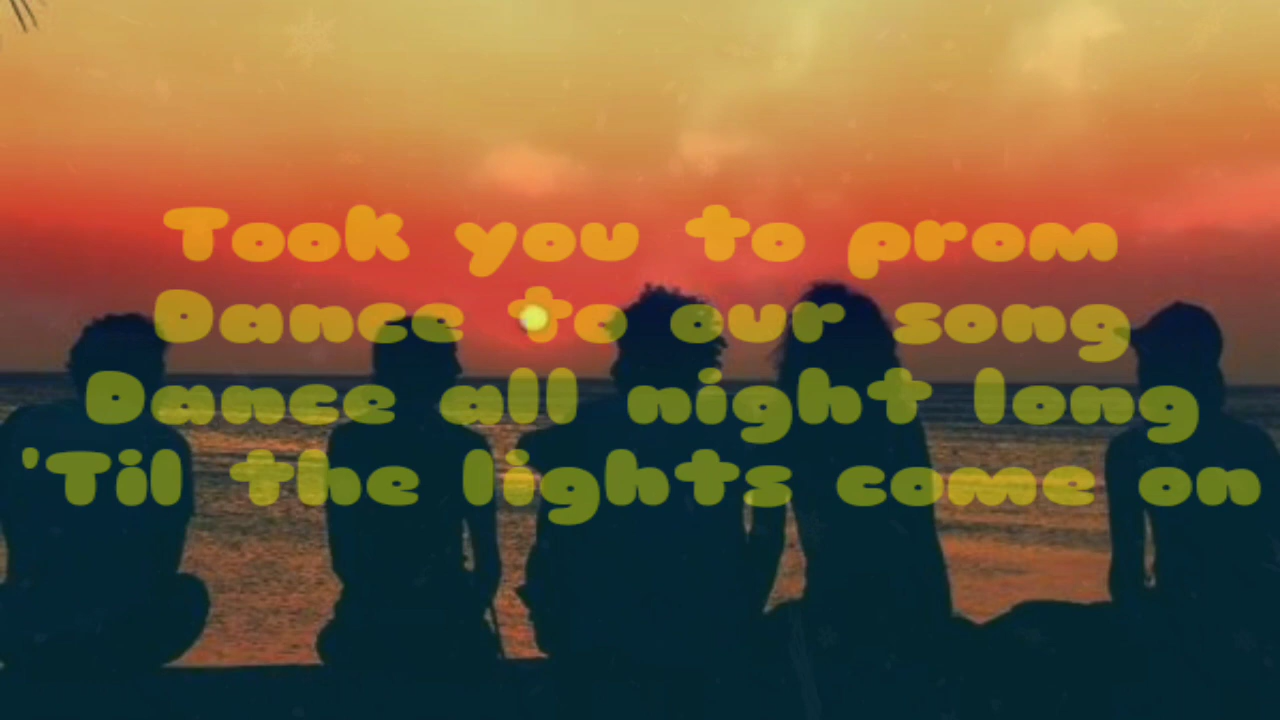 Took you to prom
Dance to our song
Dance all night long
'Til the lights come on